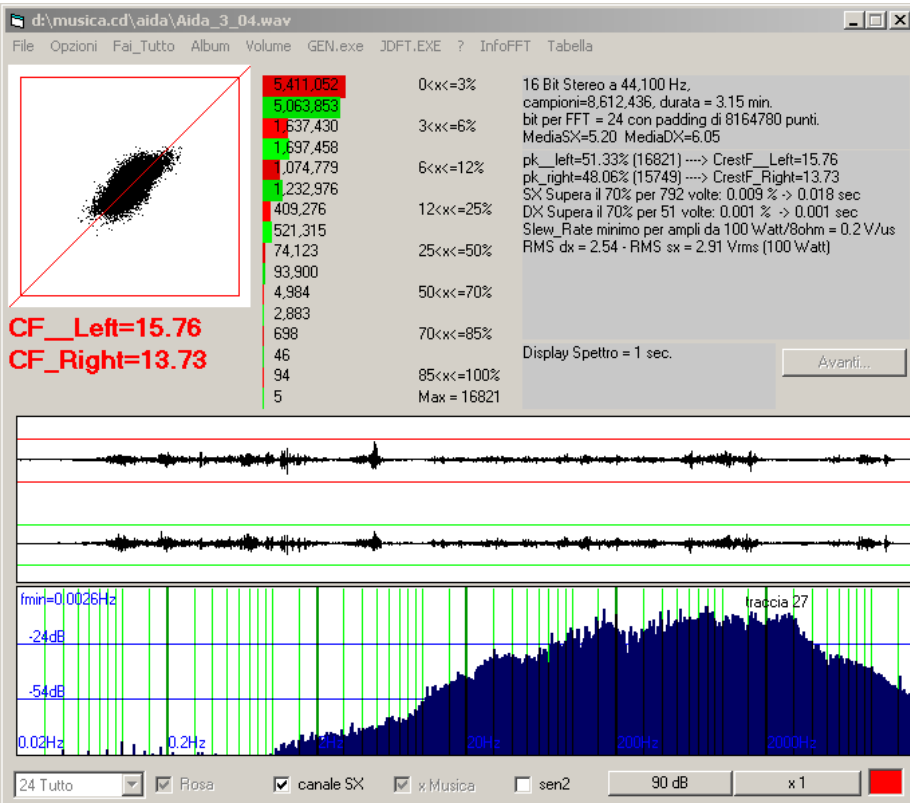 d:\musica.cd\aida\Aida_3_04.wav
File Opzioni Fai_Tutto Album Volume GEN.exe JDFT.EXE ? InfoFFT Tabella
5,411,052 0<x<=3%
5,063,853
1,637,430 3<x<=6%
1,697,458
1,074,779 6<x<=12%
1,232,976
409,276 12<x<=25%
521,315
74,123 25<x<=50%
93,900
4,984 50<x<=70%
2,883
698 70<x<=85%
46
94 85<x<=100%
5 Max = 16821
16 Bit Stereo a 44,100 Hz,
campioni=8,612,436, durata = 3.15 min.
bit per FFT = 24 con padding di 8164780 punti.
MediaSX=5.20 MediaDX=6.05
pk__left=51.33% (16821) ----> CrestF__Left=15.76
pk_right=48.06% (15749) ----> CrestF_Right=13.73
SX Supera il 70% per 792 volte: 0.009 % -> 0.018 sec
DX Supera il 70% per 51 volte: 0.001 % -> 0.001 sec
Slew_Rate minimo per ampli da 100 Watt/8ohm = 0.2 V/us
RMS dx = 2.54 - RMS sx = 2.91 Vrms (100 Watt)
CF__Left=15.76
CF_Right=13.73
Display Spettro = 1 sec.
Avanti...
fmin=0.0026Hz
traccia 27
-24dB
-54dB
0.02Hz 0.2Hz 2Hz 20Hz 200Hz 2000Hz
24 Tutto Rosa canale SX x Musica sen2 90 dB x 1